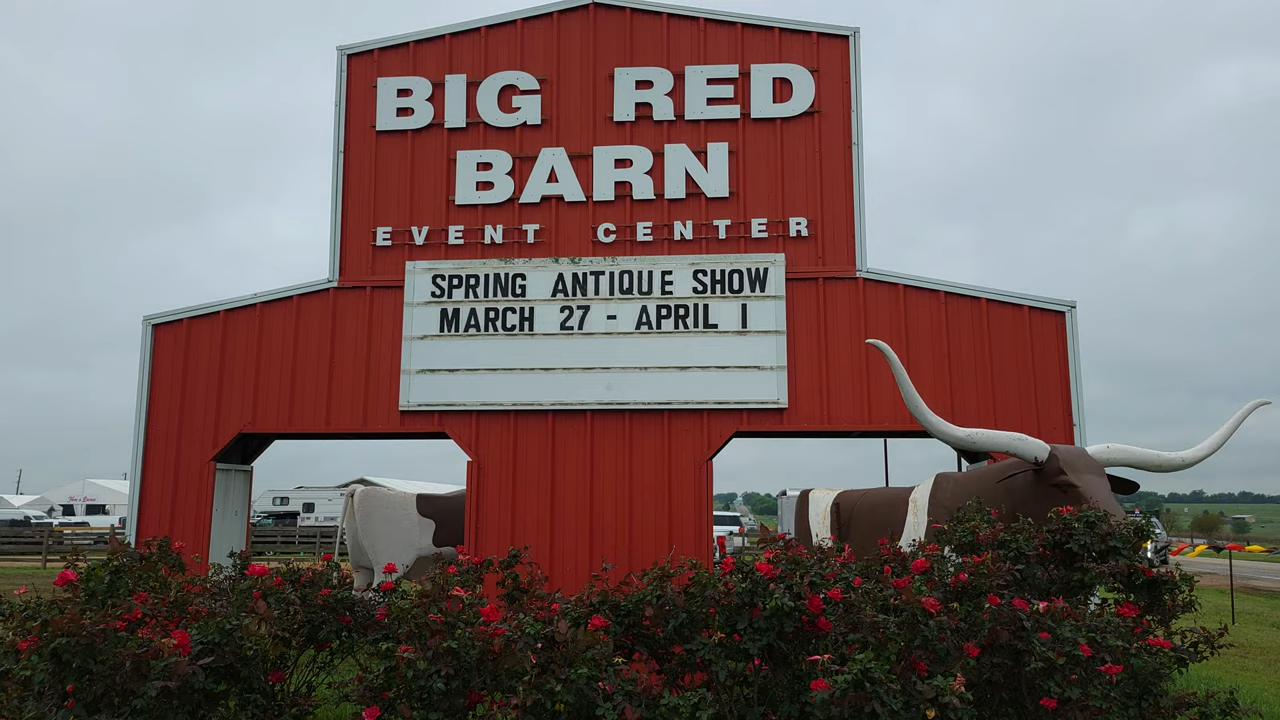 BIG RED
BARN
EVENT CENTER
SPRING ANTIQUE SHOW
MARCH 27 - APRIL 1